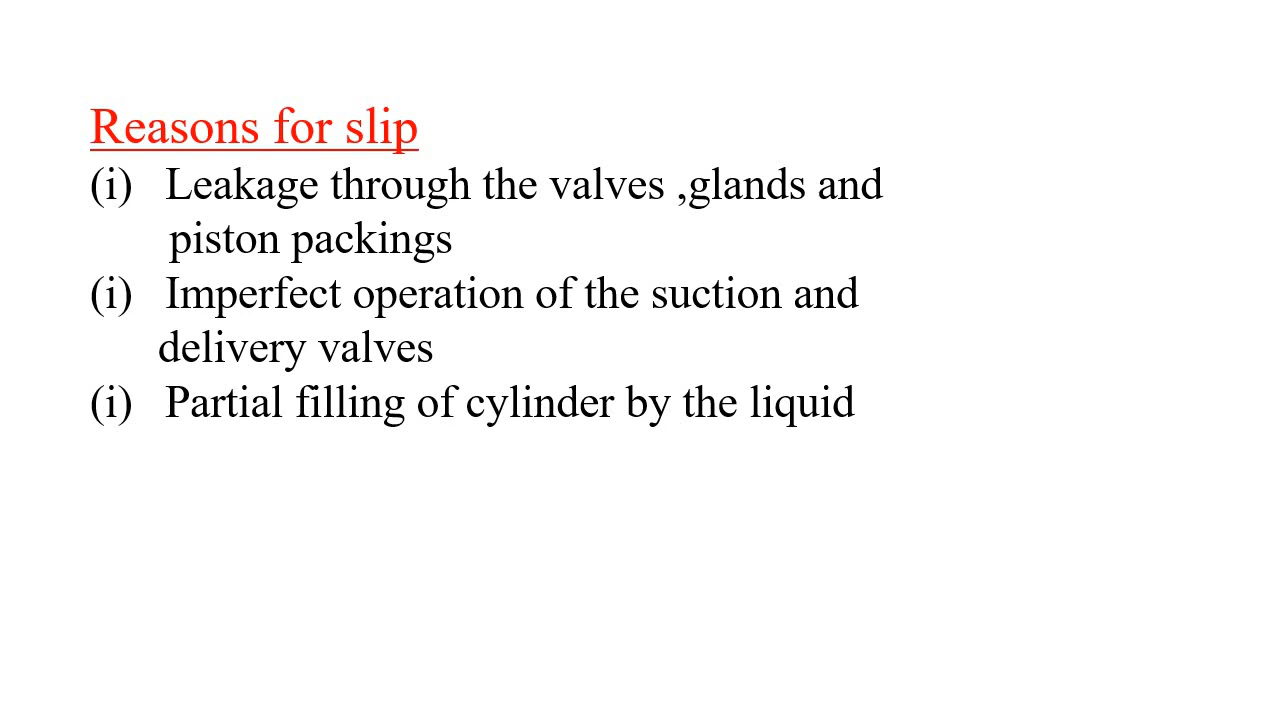 Reasons for slip
(i) Leakage through the valves ,glands and
piston packings
(i) Imperfect operation of the suction and
delivery valves
(i) Partial filling of cylinder by the liquid